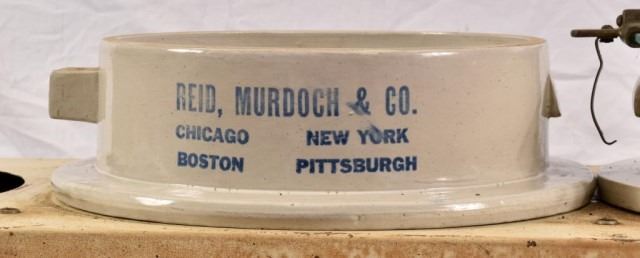 REID, MURDOCH & CO.
CHICAGO NEW YORK
BOSTON PITTSBURGH